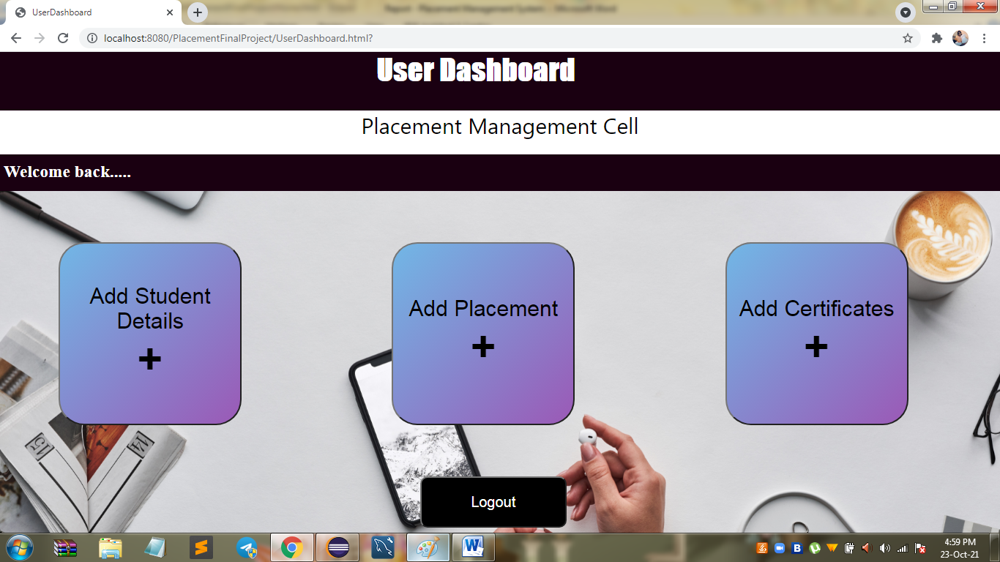 Report - Placement Management System - Microsoft Word
UserDashboard
localhost:8080/PlacementFinalProject/UserDashboard.html?
User Dashboard
Placement Management Cell
Welcome back.....
Add Student
Details
+
Add Placement
+
Add Certificates
+
Logout
4:59 PM
23-Oct-21